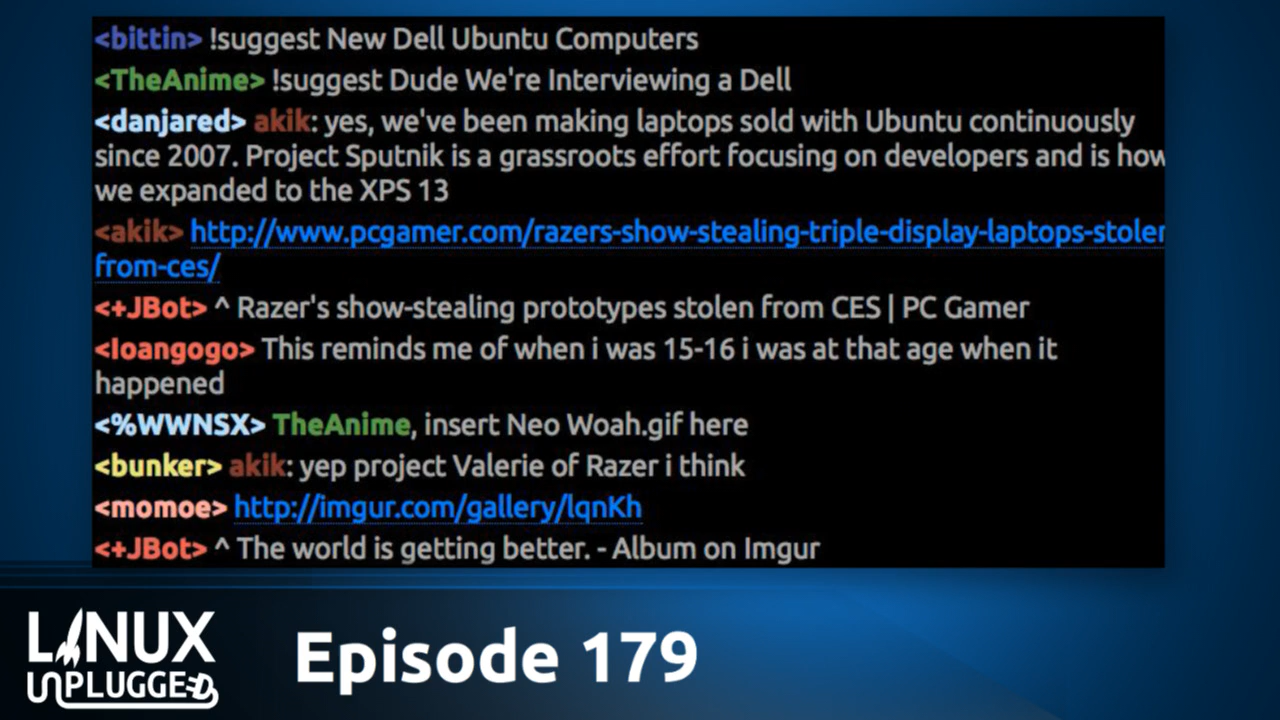 <bittin> !suggest New Dell Ubuntu Computers
<TheAnime> !suggest Dude We're Interviewing a Dell
<danjared> akik: yes, we've been making laptops sold with Ubuntu continuously
since 2007. Project Sputnik is a grassroots effort focusing on developers and is how
we expanded to the XPS 13
<akik> http://www.pcgamer.com/razers-show-stealing-triple-display-laptops-stolen
from-ces/
<+JBot> ^ Razer's show-stealing prototypes stolen from CES | PC Gamer
<Ioangogo> This reminds me of when i was 15-16 i was at that age when it
happened
<%WWNSX> TheAnime, insert Neo Woah.gif here
<bunker> akik: yep project Valerie of Razer i think
<momoe> http://imgur.com/gallery/lqnKh
<+JBot> ^ The world is getting better. - Album on Imgur
LINUX
UNPLUGGED
Episode 179